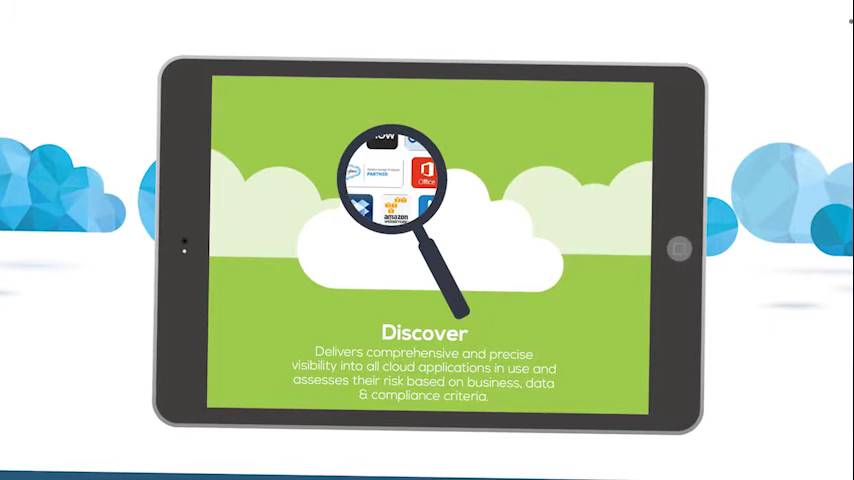 PARTNER
Office
amazon
Discover
Delivers comprehensive and precise
visibility into all cloud applications in use and
assesses their risk based on business, data
& compliance criteria.